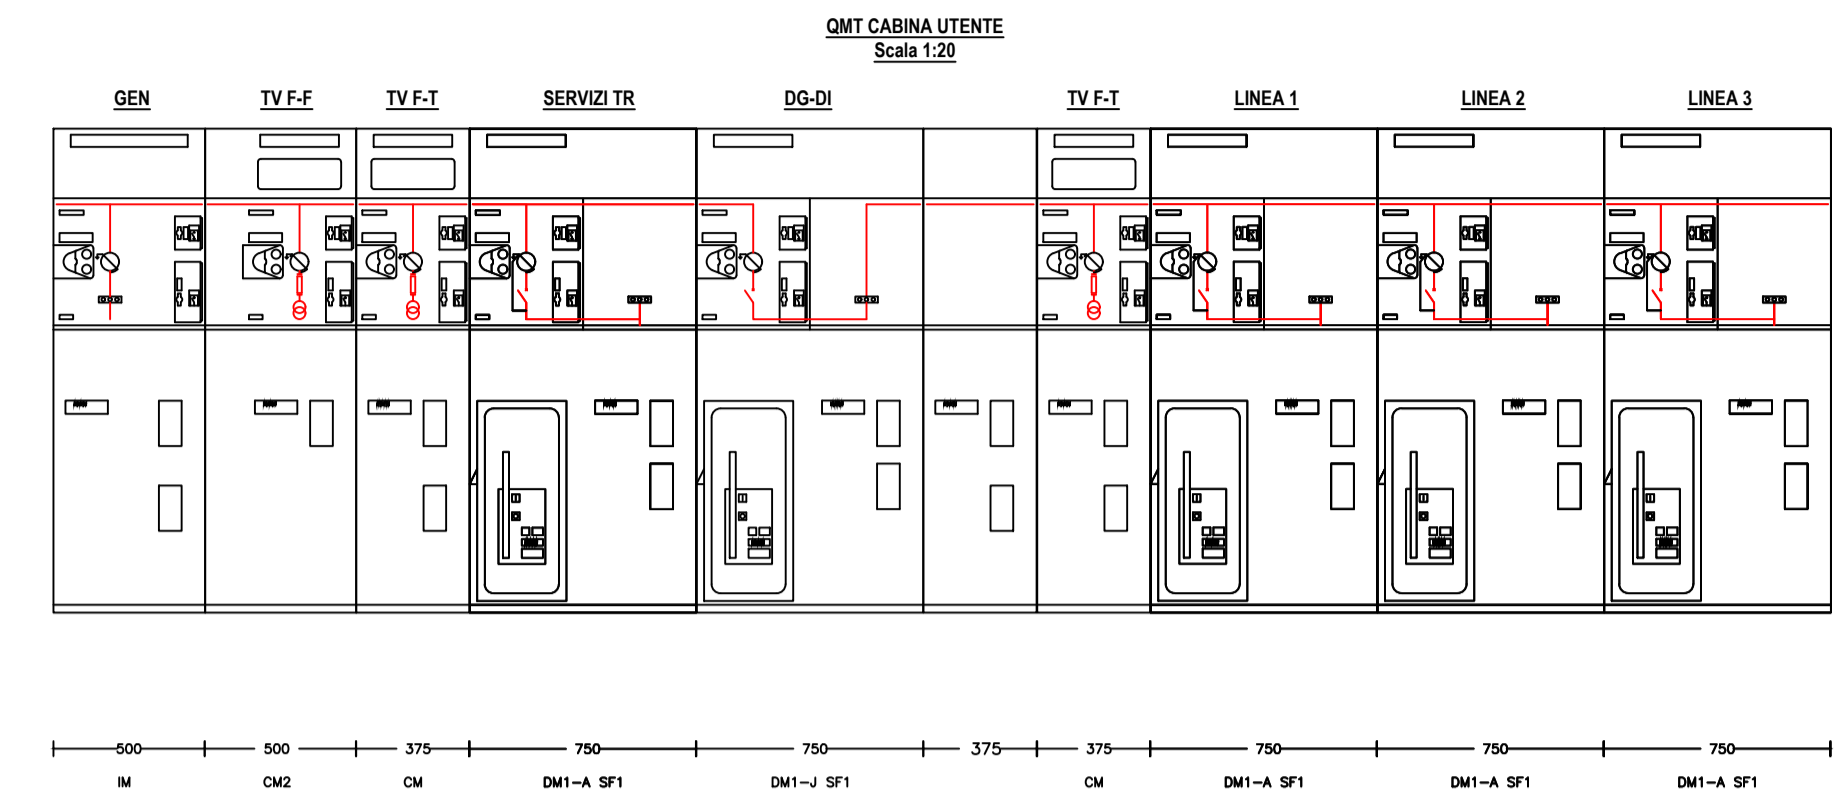 QMT CABINA UTENTE
Scala 1:20
GEN TV F-F TV F-T SERVIZI TR DG-DI TV F-T LINEA 1 LINEA 2 LINEA 3
500 500 375 750 750 375 375 750 750 750
IM CM2 CM DM1-A SF1 DM1-J SF1 CM DM1-A SF1 DM1-A SF1 DM1-A SF1